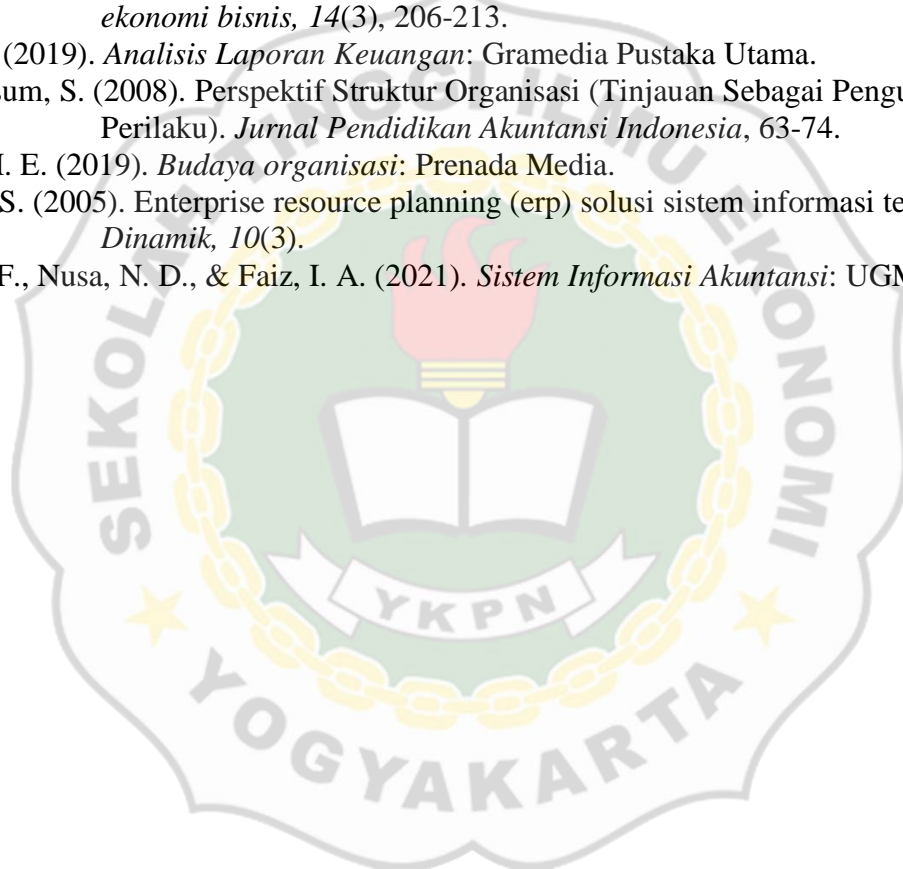 ekonomi bisnis, 14(3), 206-213.
(2019). Analisis Laporan Keuangan: Gramedia Pustaka Utama.
um, S. (2008). Perspektif Struktur Organisasi (Tinjauan Sebagai Pengu
Perilaku). Jurnal Pendidikan Akuntansi Indonesia, 63-74.
. E. (2019). Budaya organisasi: Prenada Media.
S. (2005). Enterprise resource planning (erp) solusi sistem informasi te
Dinamik, 10(3).
F., Nusa, N. D., & Faiz, I. A. (2021). Sistem Informasi Akuntansi: UGM
SEKOLAH TINGGI ILMU EKONOMI
YKPN
YOGYAKARTA